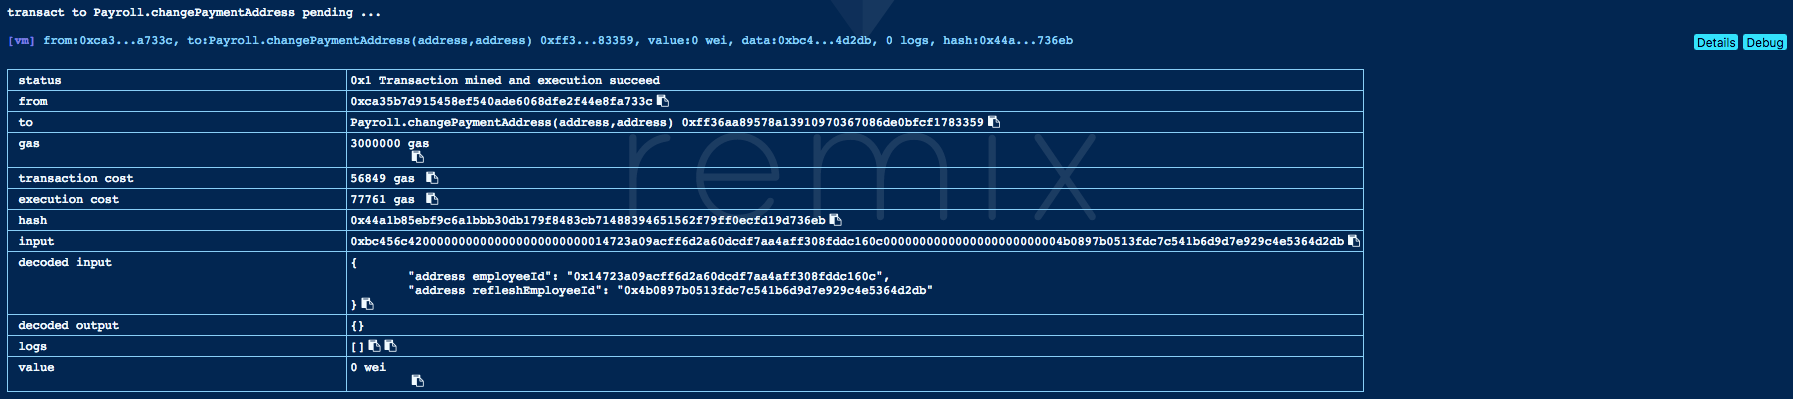 transact to Payroll.changePaymentAddress pending ...
[vm] from:0xca3...a733c, to:Payroll.changePaymentAddress(address,address) 0xff3...83359, value:0 wei, data:0xbc4...4d2db, 0 logs, hash:0x44a...736eb
Details Debug
status 0x1 Transaction mined and execution succeed
from 0xca35b7d915458ef540ade6068dfe2f44e8fa733c
to Payroll.changePaymentAddress(address,address) 0xff36aa89578a13910970367086de0bfcf1783359
gas 3000000 gas
transaction cost 56849 gas
execution cost 77761 gas
hash 0x44a1b85ebf9c6a1bbb30db179f8483cb71488394651562f79ff0ecfd19d736eb
input 0xbc456c4200000000000000000000000014723a09acff6d2a60dcdf7aa4aff308fddc160c0000000000000000000000004b0897b0513fdc7c541b6d9d7e929c4e5364d2db
decoded input {
"address employeeId": "0x14723a09acff6d2a60dcdf7aa4aff308fddc160c",
"address refleshEmployeeId": "0x4b0897b0513fdc7c541b6d9d7e929c4e5364d2db"
}
decoded output {}
logs []
value 0 wei
remix